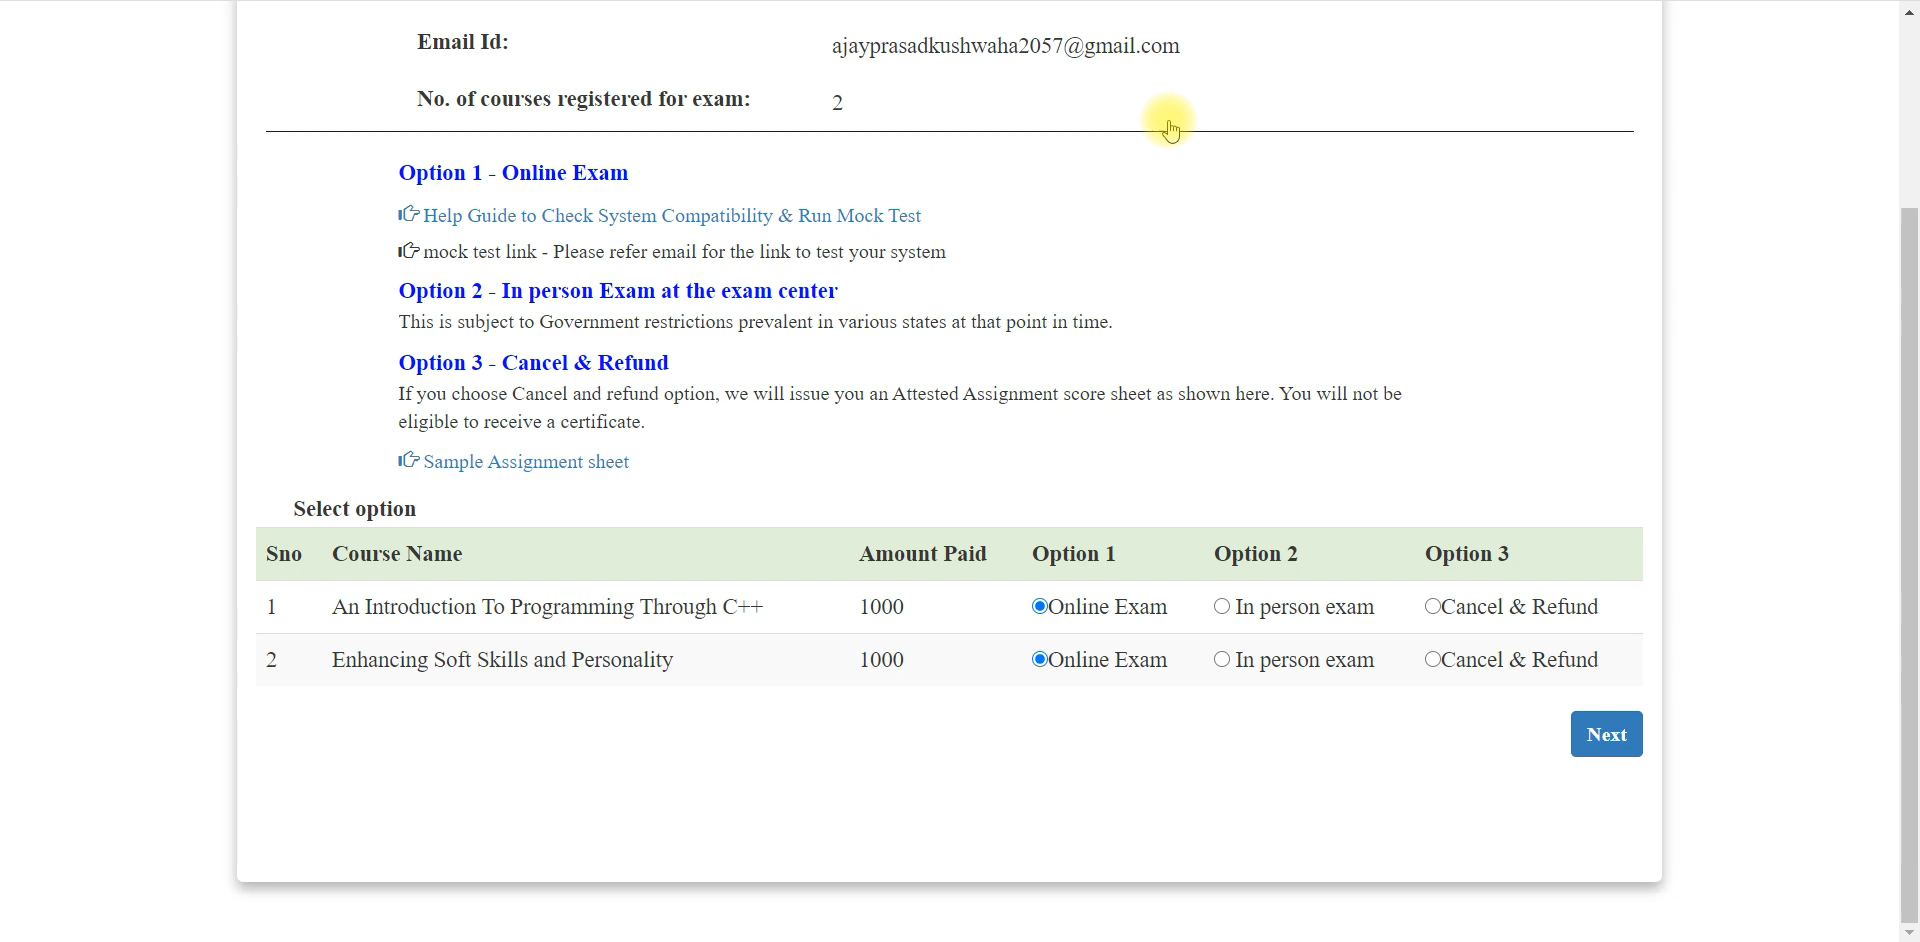 Email Id: ajayprasadkushwaha2057@gmail.com
No. of courses registered for exam: 2
Option 1 - Online Exam
Help Guide to Check System Compatibility & Run Mock Test
mock test link - Please refer email for the link to test your system
Option 2 - In person Exam at the exam center
This is subject to Government restrictions prevalent in various states at that point in time.
Option 3 - Cancel & Refund
If you choose Cancel and refund option, we will issue you an Attested Assignment score sheet as shown here. You will not be
eligible to receive a certificate.
Sample Assignment sheet
Select option
Sno Course Name Amount Paid Option 1 Option 2 Option 3
1 An Introduction To Programming Through C++ 1000 Online Exam In person exam Cancel & Refund
2 Enhancing Soft Skills and Personality 1000 Online Exam In person exam Cancel & Refund
Next